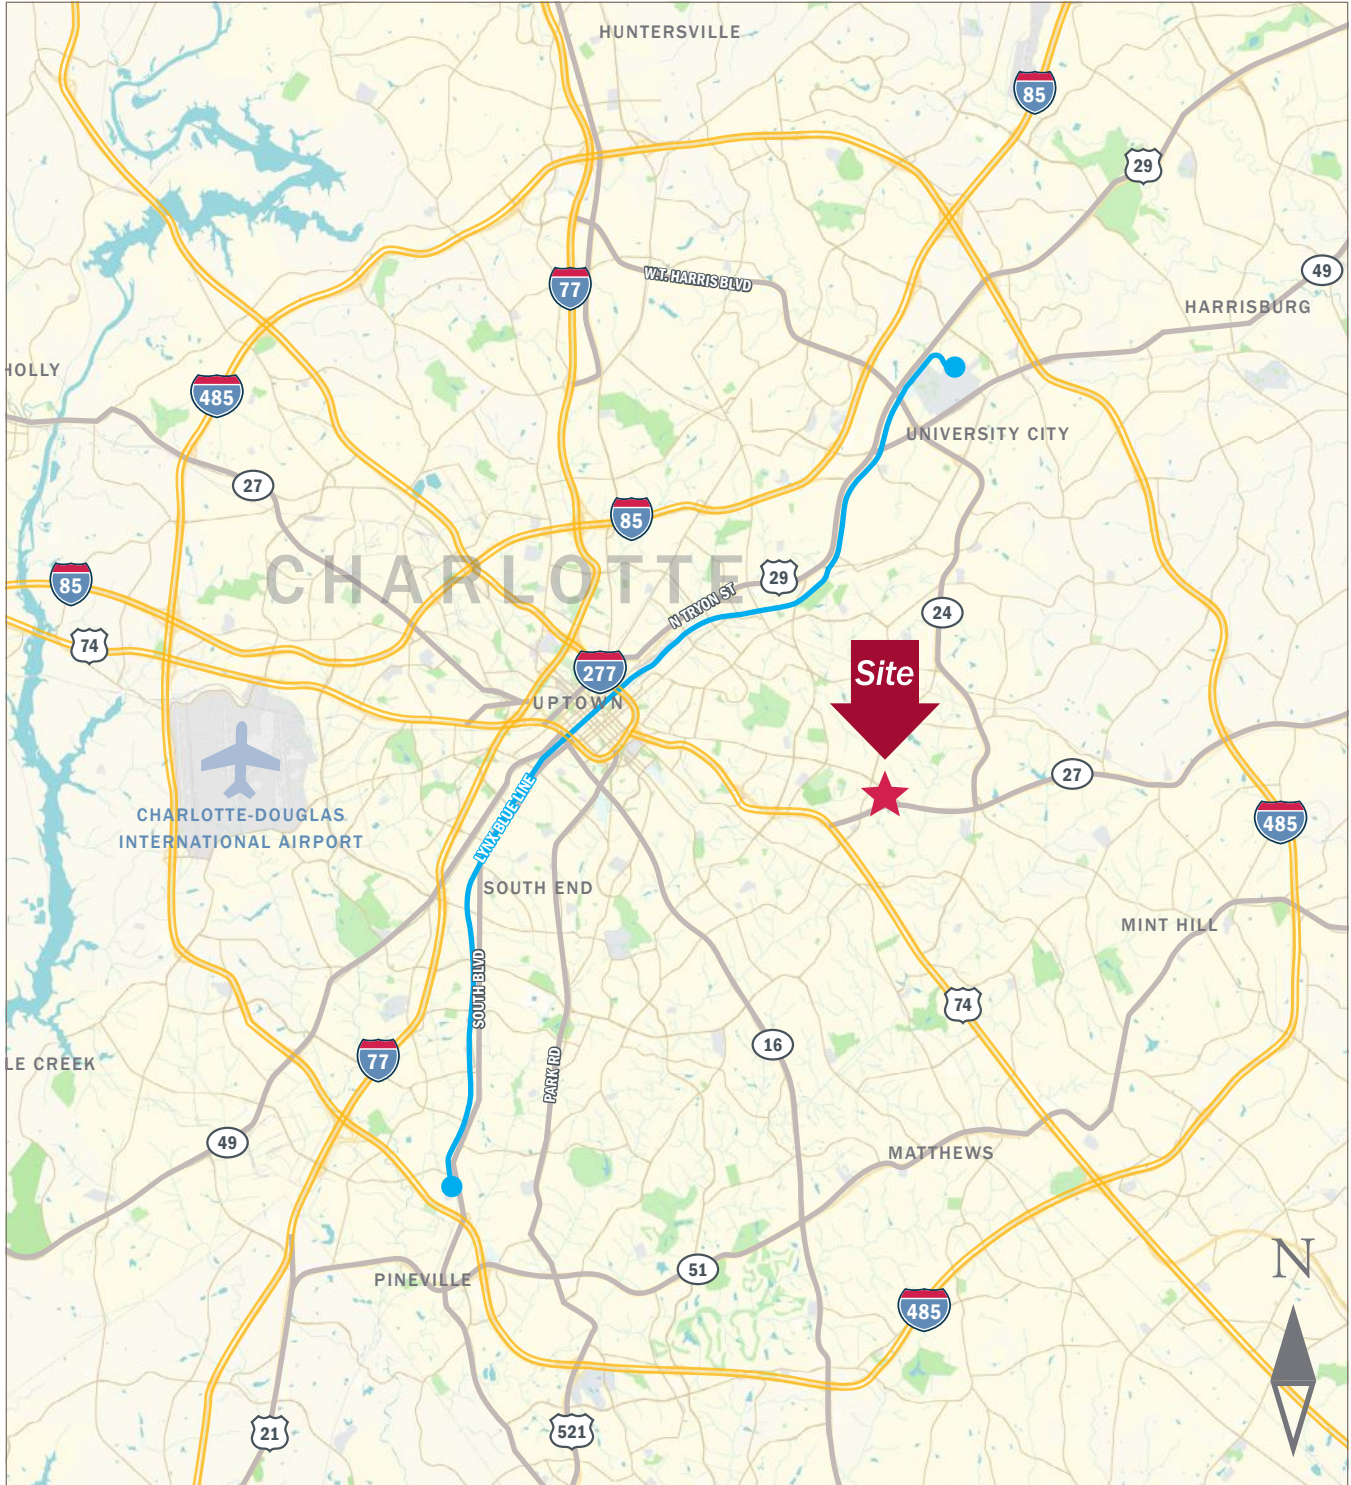 HUNTERSVILLE
85
29
49
W.T. HARRIS BLVD
77
HARRISBURG
HOLLY
485
UNIVERSITY CITY
27
85
CHARLOTTE
85
29
N TRYON ST
24
74
277
Site
UPTOWN
27
CHARLOTTE-DOUGLAS
INTERNATIONAL AIRPORT
LYNX BLUE LINE
485
SOUTH END
MINT HILL
SOUTH BLVD
74
16
77
PARK RD
LE CREEK
49
MATTHEWS
N
51
PINEVILLE
485
21
521